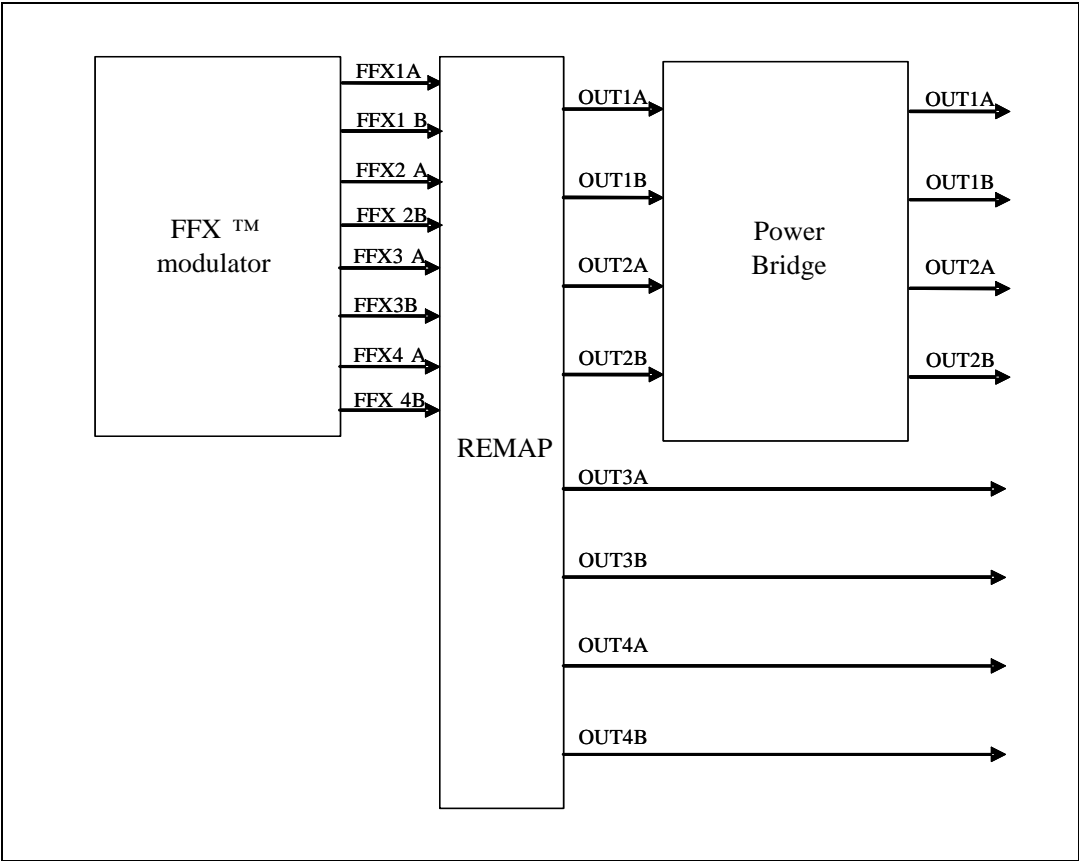 FFX ™
modulator
FFX1A
FFX1 B
FFX2 A
FFX 2B
FFX3 A
FFX3B
FFX4 A
FFX 4B
REMAP
OUT1A
OUT1B
OUT2A
OUT2B
OUT3A
OUT3B
OUT4A
OUT4B
Power
Bridge
OUT1A
OUT1B
OUT2A
OUT2B